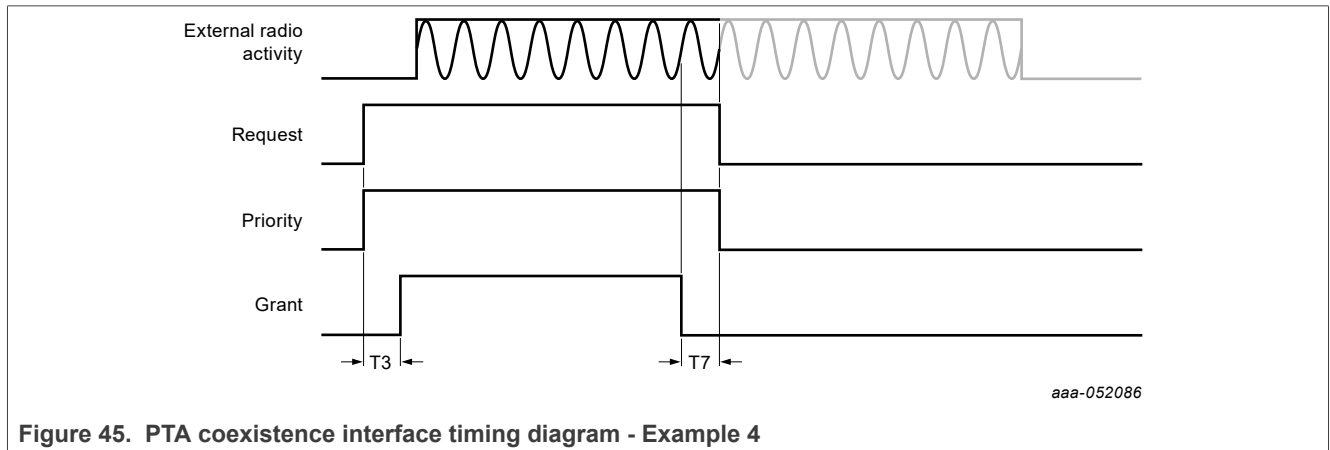 External radio
activity
Request
Priority
Grant
T3
T7
aaa-052086
Figure 45. PTA coexistence interface timing diagram - Example 4